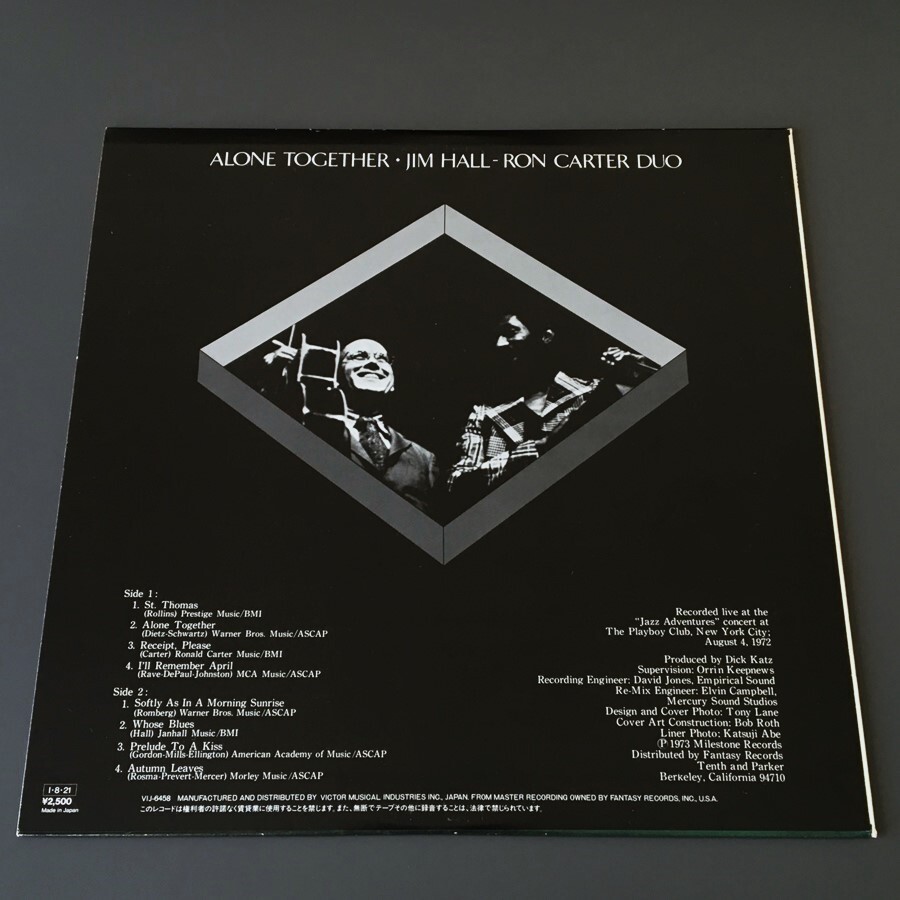 ALONE TOGETHER • JIM HALL - RON CARTER DUO
Side 1 :
1. St. Thomas
(Rollins) Prestige Music/BMI
2. Alone Together
(Dietz-Schwartz) Warner Bros. Music/ASCAP
3. Receipt, Please
(Carter) Ronald Carter Music/BMI
4. I'll Remember April
(Rave-DePaul-Johnston) MCA Music/ASCAP
Side 2 :
1. Softly As In A Morning Sunrise
(Romberg) Warner Bros. Music/ASCAP
2. Whose Blues
(Hall) Janhall Music/BMI
3. Prelude To A Kiss
(Gordon-Mills-Ellington) American Academy of Music/ASCAP
4. Autumn Leaves
(Rosma-Prevert-Mercer) Morley Music/ASCAP
Recorded live at the
"Jazz Adventures" concert at
The Playboy Club, New York City;
August 4, 1972
Produced by Dick Katz
Supervision: Orrin Keepnews
Recording Engineer: David Jones, Empirical Sound
Re-Mix Engineer: Elvin Campbell,
Mercury Sound Studios
Design and Cover Photo: Tony Lane
Cover Art Construction: Bob Roth
Liner Photo: Katsuji Abe
Ⓟ 1973 Milestone Records
Distributed by Fantasy Records
Tenth and Parker
Berkeley, California 94710
I·8·21
¥2,500
Made in Japan
VIJ-6458 MANUFACTURED AND DISTRIBUTED BY VICTOR MUSICAL INDUSTRIES INC., JAPAN, FROM MASTER RECORDING OWNED BY FANTASY RECORDS, INC., U.S.A.
このレコードは権利者の許諾なく賃貸業に使用することを禁じます。また、無断でテープその他に録音することは、法律で禁じられています。